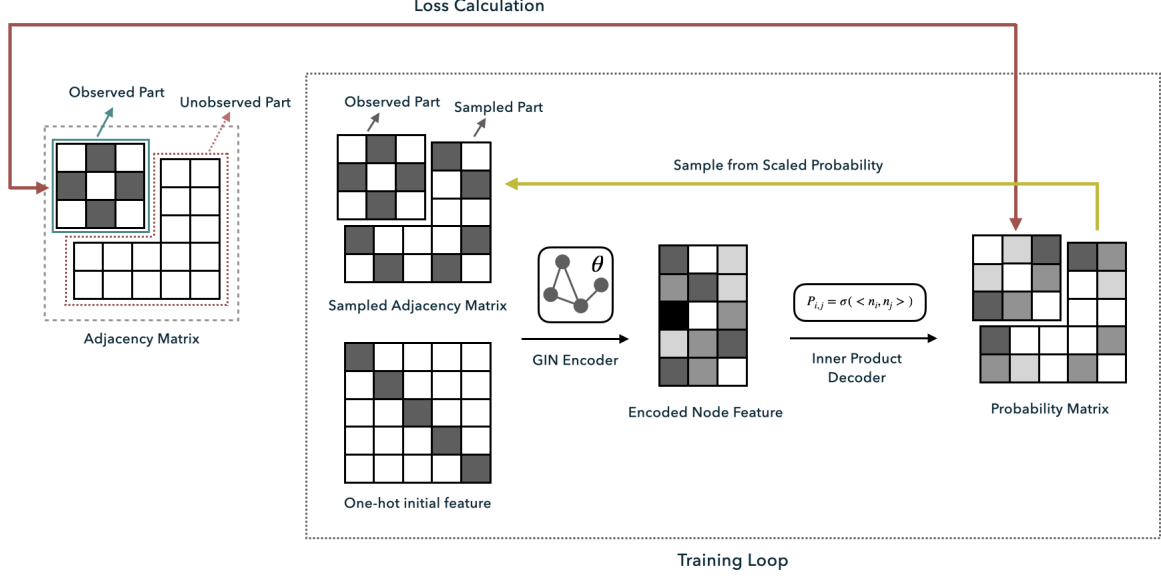 Loss Calculation
Observed Part
Unobserved Part
Adjacency Matrix
Observed Part
Sampled Part
Sample from Scaled Probability
Sampled Adjacency Matrix
θ
GIN Encoder
One-hot initial feature
Encoded Node Feature
P_{i,j} = σ( < n_i, n_j > )
Inner Product
Decoder
Probability Matrix
Training Loop